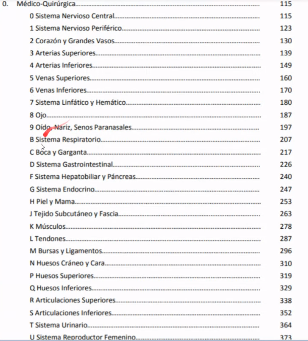 0. Médico-Quirúrgica 115
0 Sistema Nervioso Central 115
1 Sistema Nervioso Periférico 123
2 Corazón y Grandes Vasos 130
3 Arterias Superiores 139
4 Arterias Inferiores 149
5 Venas Superiores 160
6 Venas Inferiores 170
7 Sistema Linfático y Hemático 180
8 Ojo 187
9 Oído, Nariz, Senos Paranasales 197
B Sistema Respiratorio 207
C Boca y Garganta 217
D Sistema Gastrointestinal 226
F Sistema Hepatobiliar y Páncreas 240
G Sistema Endocrino 247
H Piel y Mama 253
J Tejido Subcutáneo y Fascia 263
K Músculos 278
L Tendones 287
M Bursas y Ligamentos 296
N Huesos Cráneo y Cara 310
P Huesos Superiores 319
Q Huesos Inferiores 329
R Articulaciones Superiores 338
S Articulaciones Inferiores 352
T Sistema Urinario 364
U Sistema Reproductor Femenino 373